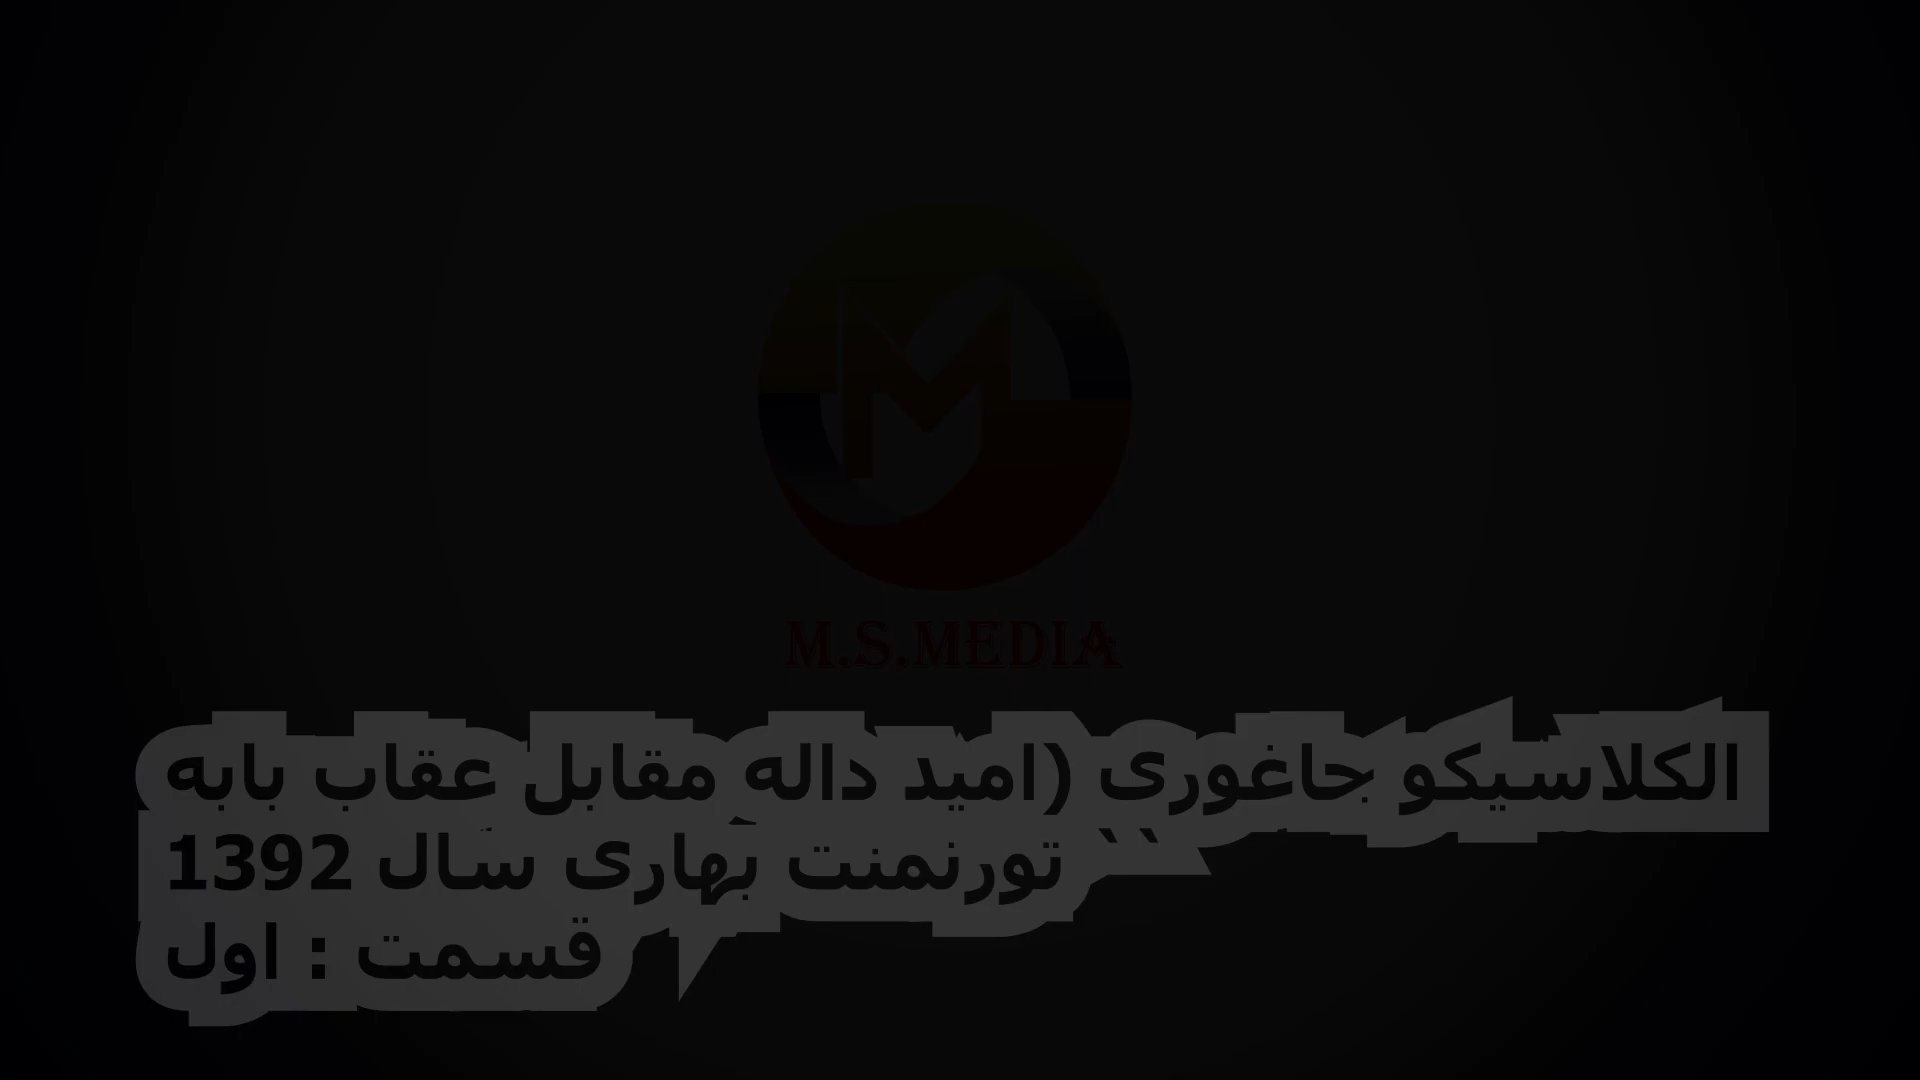 M.S.MEDIA
الکلاسیکو جاغوری (امید داله مقابل عقاب بابه
`` تورنمنت بهاری سال 1392
قسمت : اول